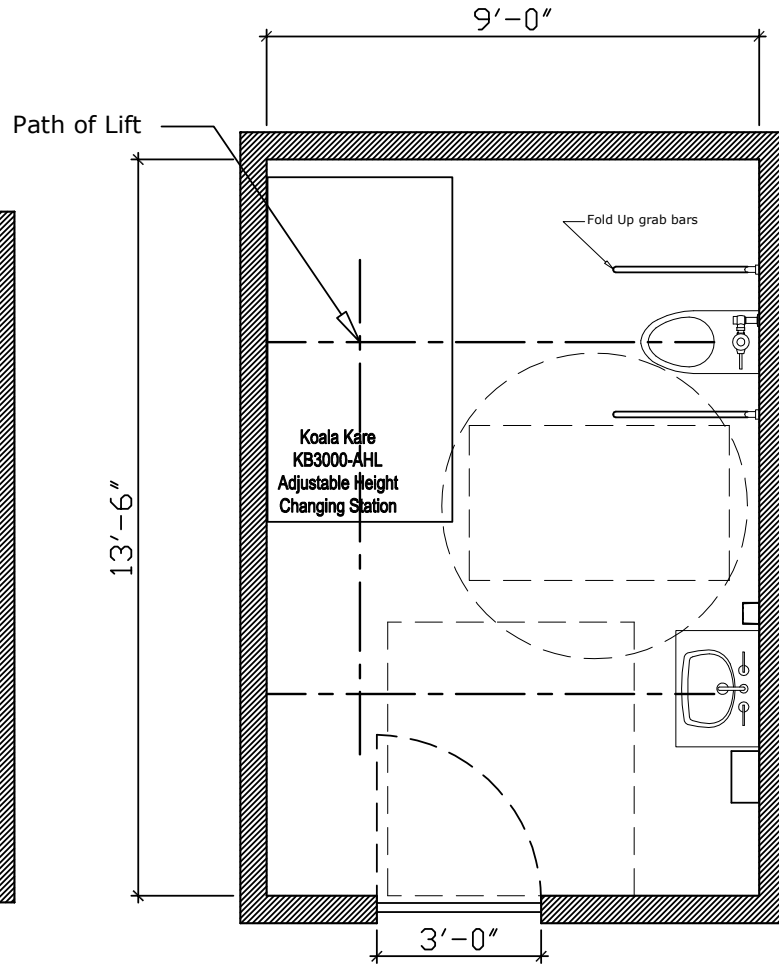 9'-0"
Path of Lift
Fold Up grab bars
13'-6"
Koala Kare
KB3000-AHL
Adjustable Height
Changing Station
3'-0"